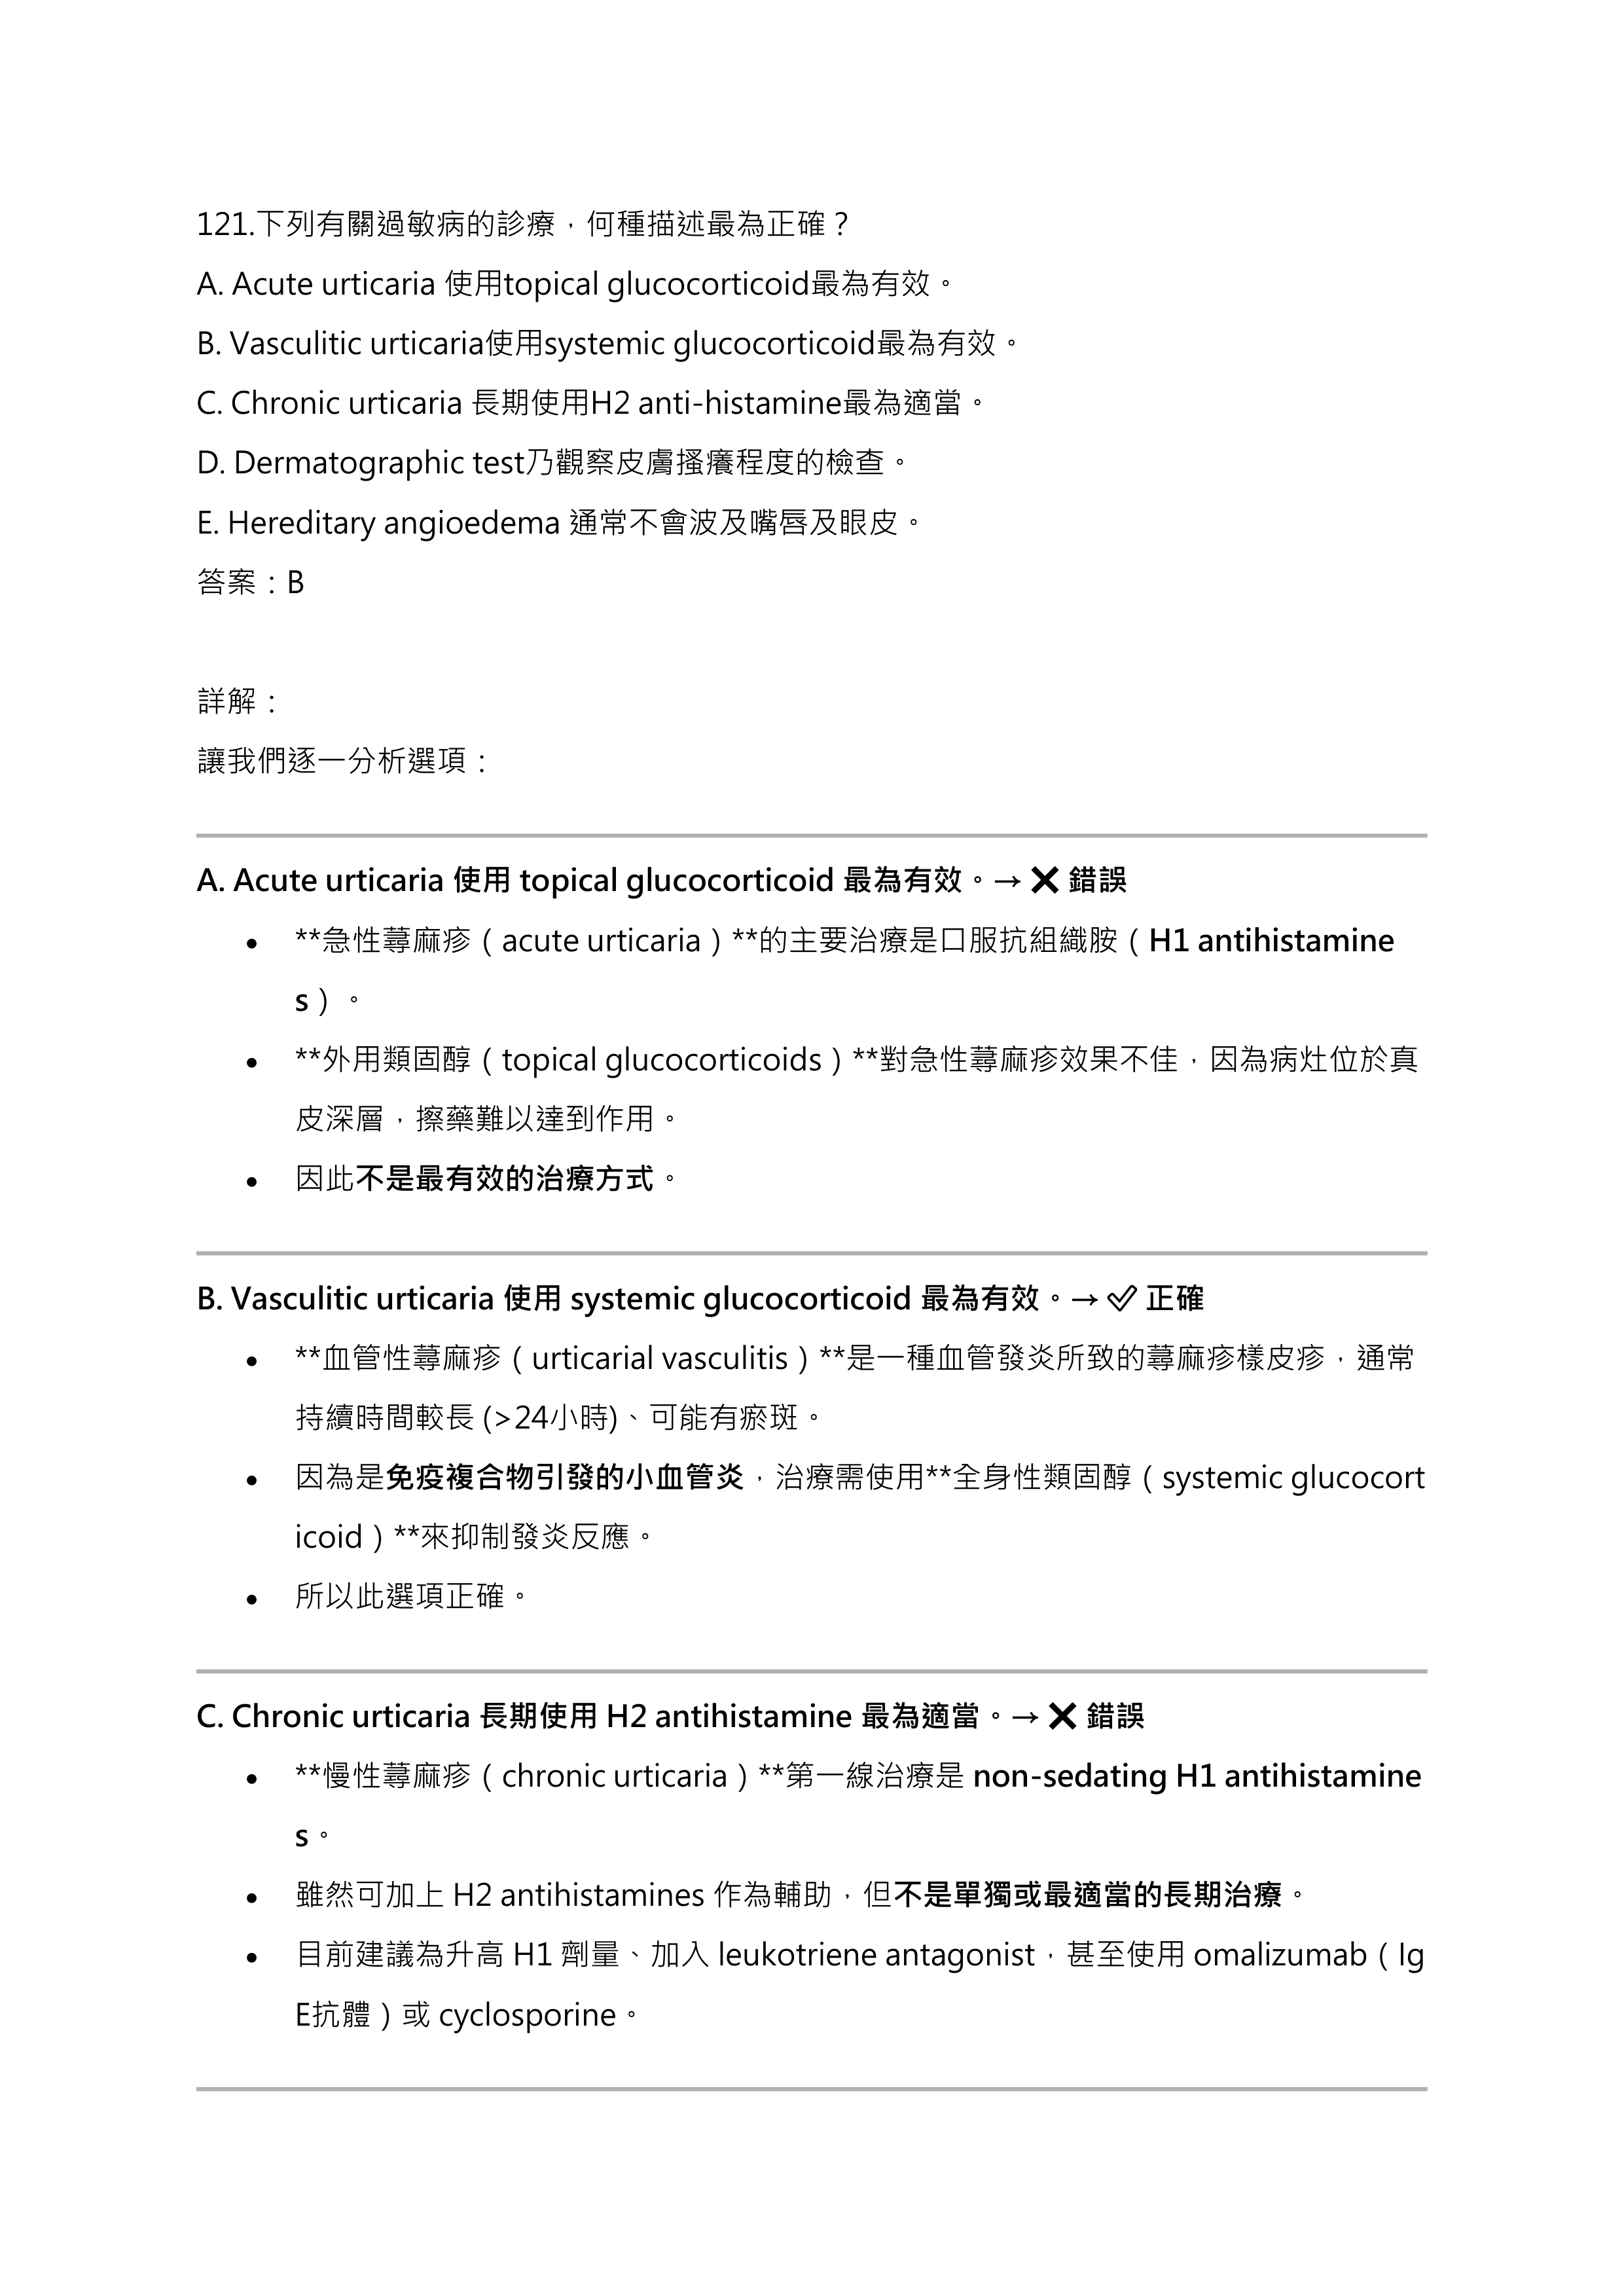 121.下列有關過敏病的診療，何種描述最為正確？
A. Acute urticaria 使用topical glucocorticoid最為有效。
B. Vasculitic urticaria使用systemic glucocorticoid最為有效。
C. Chronic urticaria 長期使用H2 anti-histamine最為適當。
D. Dermatographic test乃觀察皮膚搔癢程度的檢查。
E. Hereditary angioedema 通常不會波及嘴唇及眼皮。
答案：B
詳解：
讓我們逐一分析選項：
A. Acute urticaria 使用 topical glucocorticoid 最為有效。→ ❌ 錯誤
● **急性蕁麻疹（acute urticaria）**的主要治療是口服抗組織胺（H1 antihistamine
s）。
● **外用類固醇（topical glucocorticoids）**對急性蕁麻疹效果不佳，因為病灶位於真
皮深層，擦藥難以達到作用。
● 因此不是最有效的治療方式。
B. Vasculitic urticaria 使用 systemic glucocorticoid 最為有效。→ ✅ 正確
● **血管性蕁麻疹（urticarial vasculitis）**是一種血管發炎所致的蕁麻疹樣皮疹，通常
持續時間較長 (>24小時)、可能有瘀斑。
● 因為是免疫複合物引發的小血管炎，治療需使用**全身性類固醇（systemic glucocort
icoid）**來抑制發炎反應。
● 所以此選項正確。
C. Chronic urticaria 長期使用 H2 antihistamine 最為適當。→ ❌ 錯誤
● **慢性蕁麻疹（chronic urticaria）**第一線治療是 non-sedating H1 antihistamine
s。
● 雖然可加上 H2 antihistamines 作為輔助，但不是單獨或最適當的長期治療。
● 目前建議為升高 H1 劑量、加入 leukotriene antagonist，甚至使用 omalizumab（Ig
E抗體）或 cyclosporine。